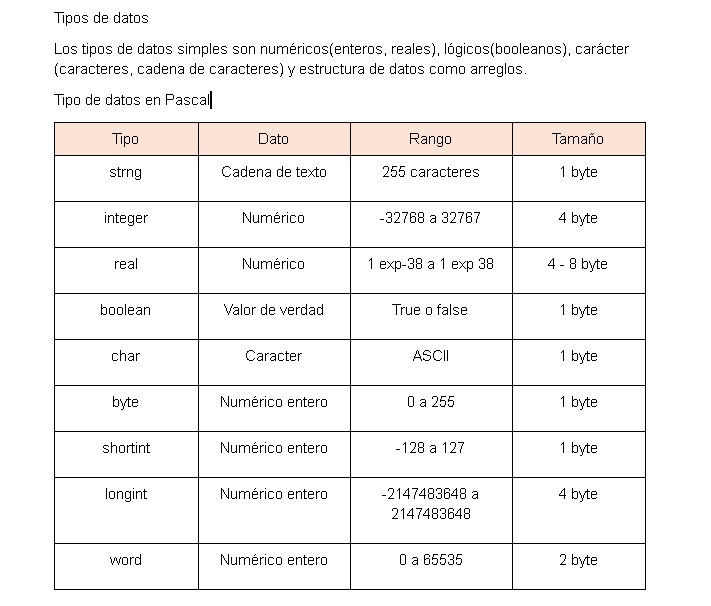 Tipos de datos
Los tipos de datos simples son numéricos(enteros, reales), lógicos(booleanos), carácter
(caracteres, cadena de caracteres) y estructura de datos como arreglos.
Tipo de datos en Pascal
Tipo Dato Rango Tamaño
strng Cadena de texto 255 caracteres 1 byte
integer Numérico -32768 a 32767 4 byte
real Numérico 1 exp-38 a 1 exp 38 4 - 8 byte
boolean Valor de verdad True o false 1 byte
char Caracter ASCII 1 byte
byte Numérico entero 0 a 255 1 byte
shortint Numérico entero -128 a 127 1 byte
longint Numérico entero -2147483648 a 4 byte
2147483648
word Numérico entero 0 a 65535 2 byte